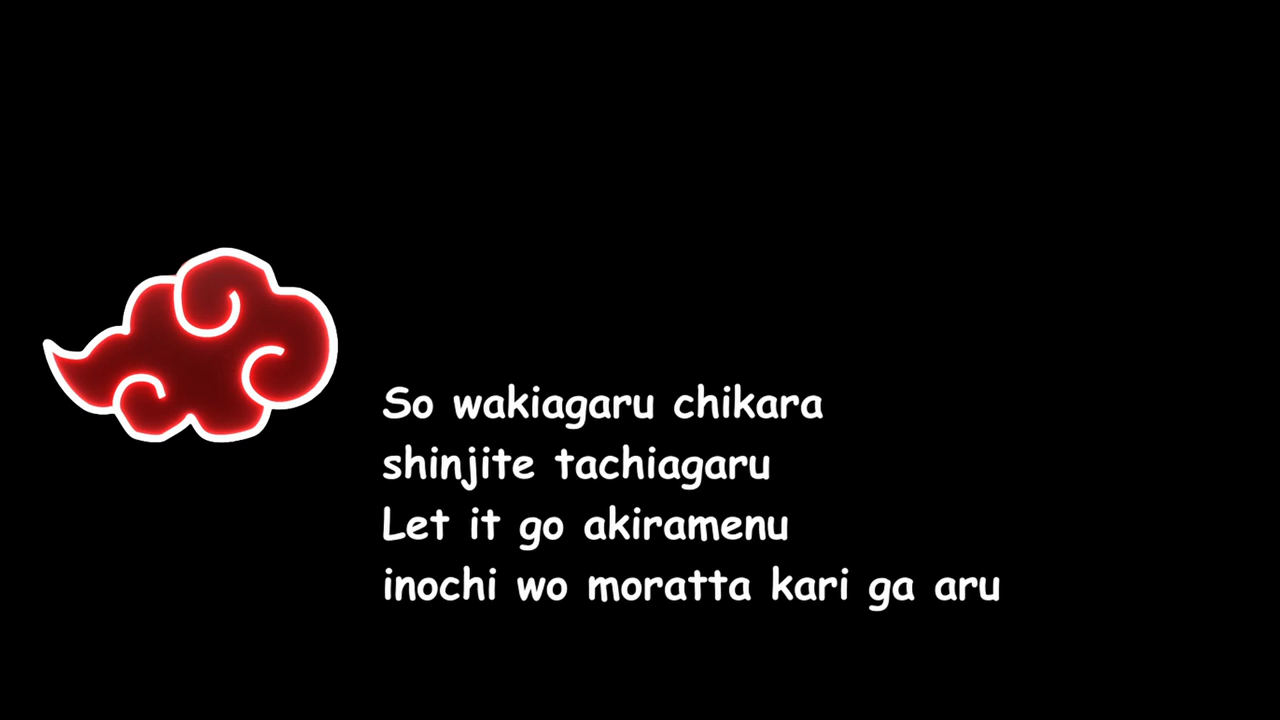 So wakiagaru chikara
shinjite tachiagaru
Let it go akiramenu
inochi wo moratta kari ga aru